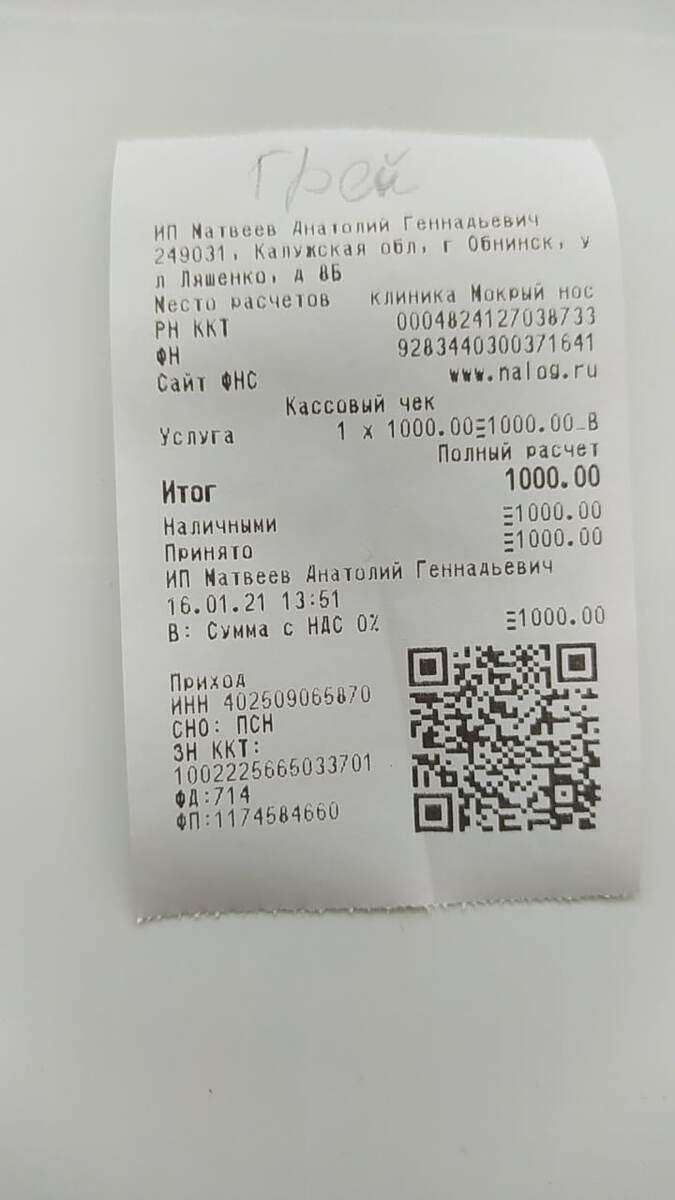 Грей
ИП Матвеев Анатолий Геннадьевич
249031, Калужская обл, г Обнинск, у
л Ляшенко, д 8Б
Место расчетов клиника Мокрый нос
РН ККТ 0004824127038733
ФН 9283440300371641
Сайт ФНС www.nalog.ru
Кассовый чек
Услуга 1 x 1000.00≡1000.00_В
Полный расчет
Итог 1000.00
Наличными ≡1000.00
Принято ≡1000.00
ИП Матвеев Анатолий Геннадьевич
16.01.21 13:51
В: Сумма с НДС 0% ≡1000.00
Приход
ИНН 402509065870
СНО: ПСН
ЗН ККТ:
1002225665033701
ФД:714
ФП:1174584660